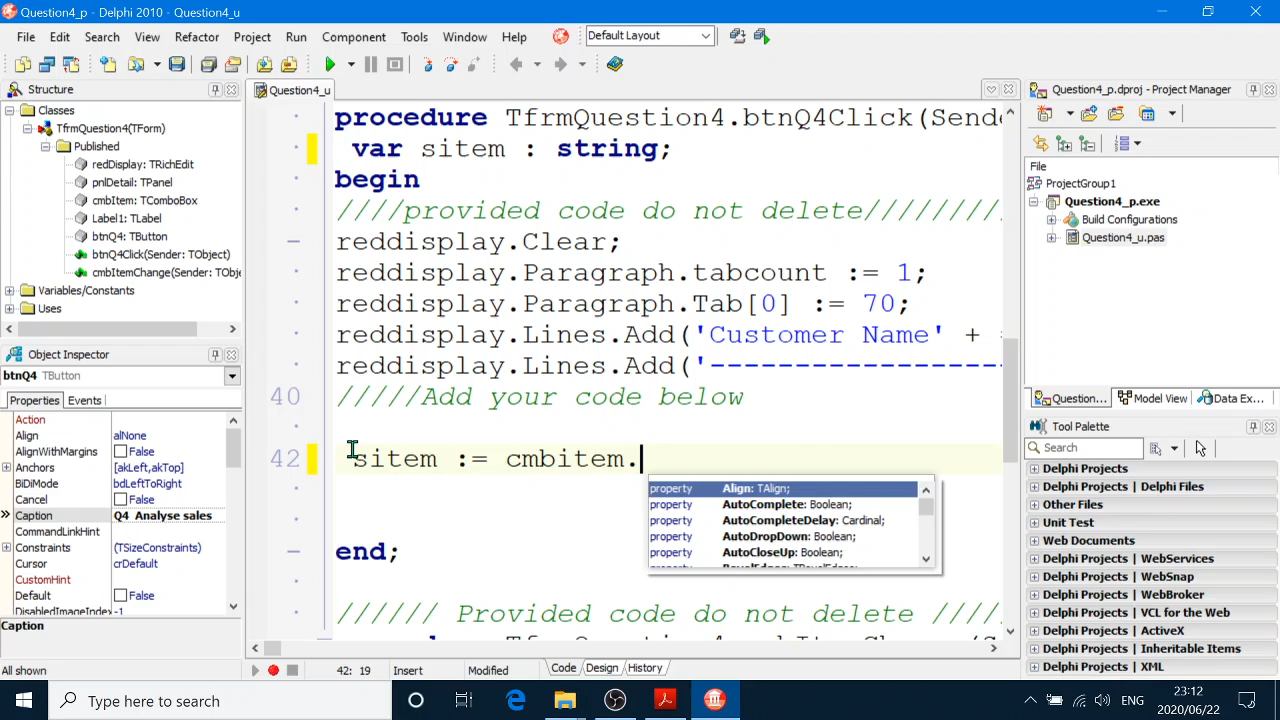 Question4_p - Delphi 2010 - Question4_u
File Edit Search View Refactor Project Run Component Tools Window Help Default Layout
Structure
Classes
TfrmQuestion4(TForm)
Published
redDisplay: TRichEdit
pnlDetail: TPanel
cmbItem: TComboBox
Label1: TLabel
btnQ4: TButton
btnQ4Click(Sender: TObject)
cmbItemChange(Sender: TObje
Variables/Constants
Uses
Object Inspector
btnQ4 TButton
Properties Events
Action
Align alNone
AlignWithMargins False
Anchors [akLeft,akTop]
BiDiMode bdLeftToRight
Cancel False
Caption Q4 Analyse sales
CommandLinkHint
Constraints (TSizeConstraints)
Cursor crDefault
CustomHint
Default False
DisabledImageIndex -1
Caption
All shown
Question4_u
procedure TfrmQuestion4.btnQ4Click(Sende
var sitem : string;
begin
////provided code do not delete/////////
reddisplay.Clear;
reddisplay.Paragraph.tabcount := 1;
reddisplay.Paragraph.Tab[0] := 70;
reddisplay.Lines.Add('Customer Name' +
reddisplay.Lines.Add('------------------
40 /////Add your code below
42 sitem := cmbitem.
property Align: TAlign;
property AutoComplete: Boolean;
property AutoCompleteDelay: Cardinal;
property AutoDropDown: Boolean;
property AutoCloseUp: Boolean;
end;
////// Provided code do not delete /////
42: 19 Insert Modified Code Design History
Question4_p.dproj - Project Manager
File
ProjectGroup1
Question4_p.exe
Build Configurations
Question4_u.pas
Question... Model View Data Ex...
Tool Palette
Search
Delphi Projects
Delphi Projects | Delphi Files
Other Files
Unit Test
Web Documents
Delphi Projects | WebServices
Delphi Projects | WebSnap
Delphi Projects | WebBroker
VCL for the Web
Delphi Projects | ActiveX
Delphi Projects | Inheritable Items
Delphi Projects | XML
Type here to search
ENG
23:12
2020/06/22